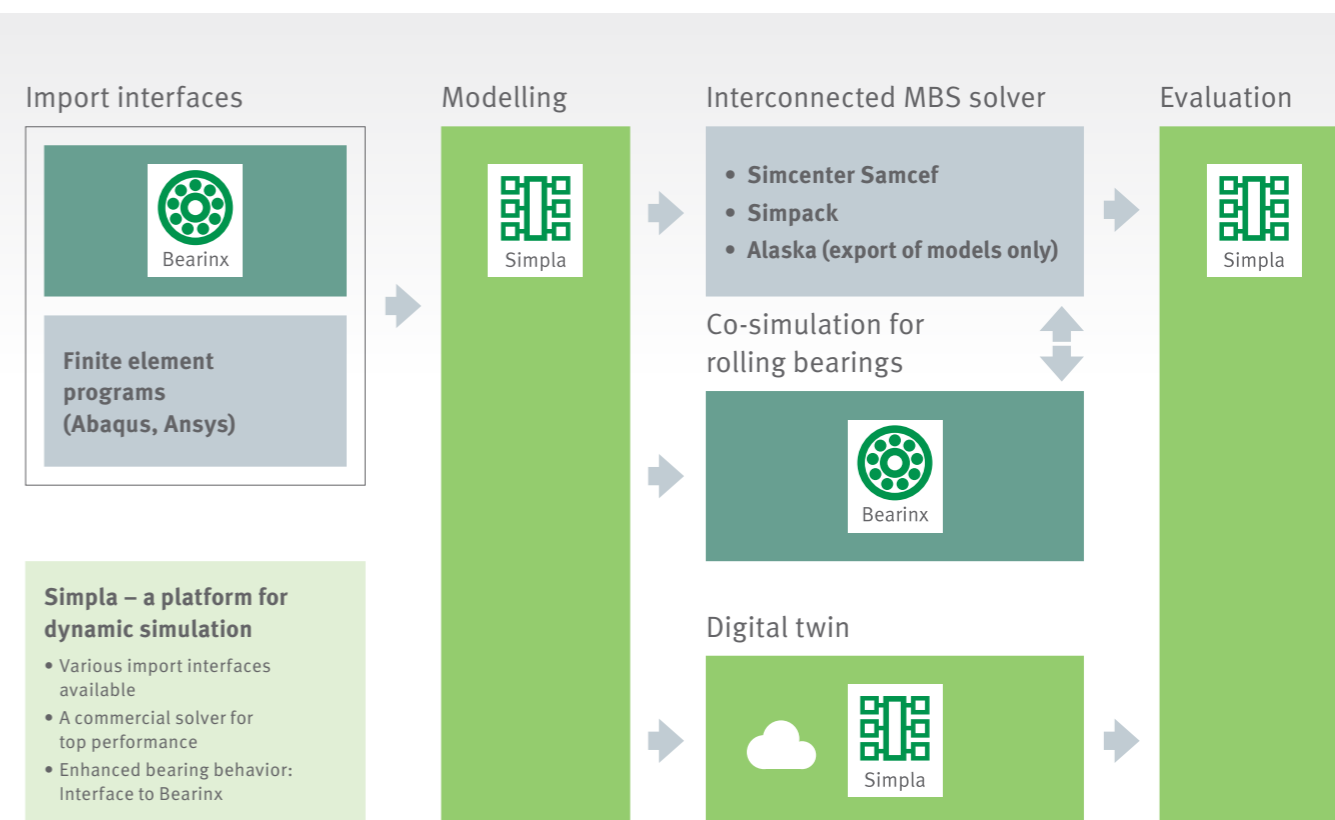 Import interfaces
Bearinx
Finite element
programs
(Abaqus, Ansys)
Simpla – a platform for
dynamic simulation
• Various import interfaces
available
• A commercial solver for
top performance
• Enhanced bearing behavior:
Interface to Bearinx
Modelling
Simpla
Interconnected MBS solver
• Simcenter Samcef
• Simpack
• Alaska (export of models only)
Co-simulation for
rolling bearings
Bearinx
Digital twin
Simpla
Evaluation
Simpla